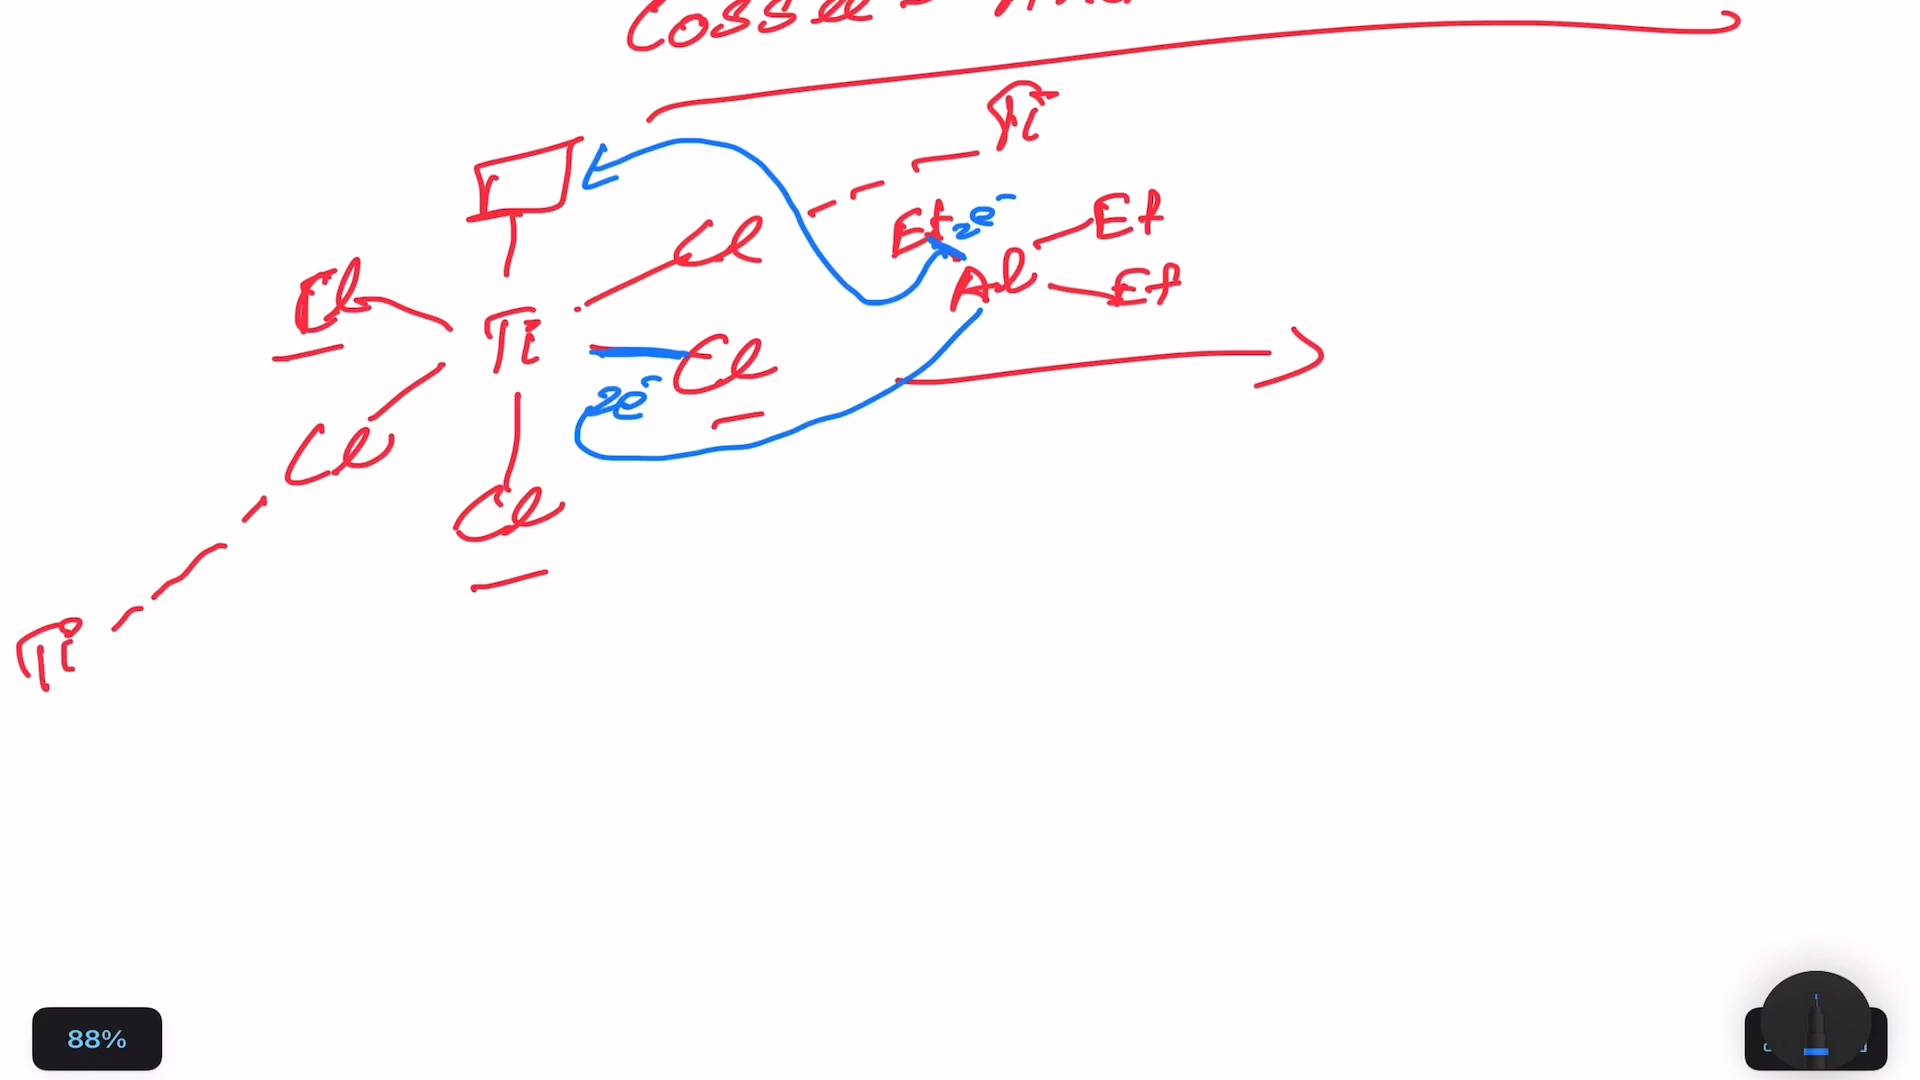 Cossee -
Ti
Et 2e⁻
Et
Cl
Al
Et
Cl
Ti
Cl
2e⁻
Cl
Cl
Ti
88%